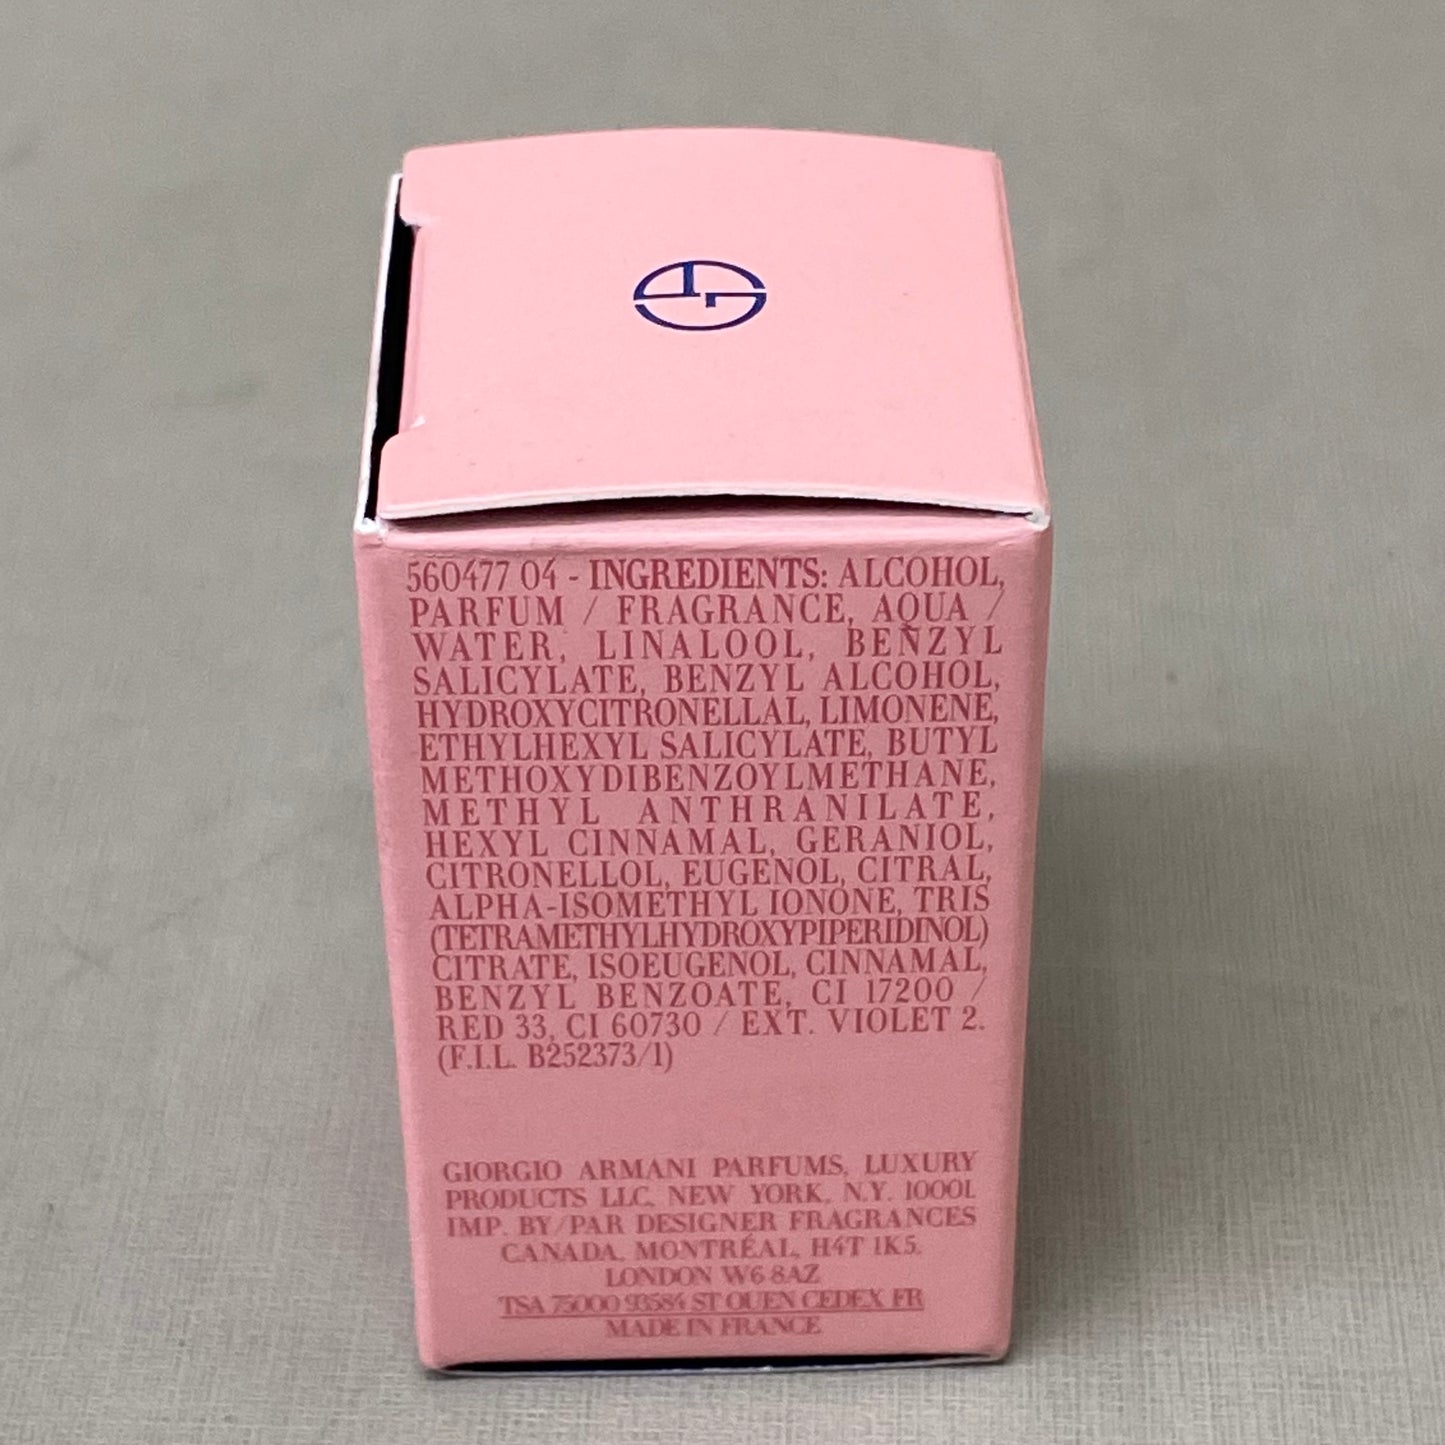 560477 04 - INGREDIENTS: ALCOHOL,
PARFUM / FRAGRANCE, AQUA /
WATER, LINALOOL, BENZYL
SALICYLATE, BENZYL ALCOHOL,
HYDROXYCITRONELLAL, LIMONENE,
ETHYLHEXYL SALICYLATE, BUTYL
METHOXYDIBENZOYLMETHANE,
METHYL ANTHRANILATE,
HEXYL CINNAMAL, GERANIOL,
CITRONELLOL, EUGENOL, CITRAL,
ALPHA-ISOMETHYL IONONE, TRIS
(TETRAMETHYLHYDROXYPIPERIDINOL)
CITRATE, ISOEUGENOL, CINNAMAL,
BENZYL BENZOATE, CI 17200 /
RED 33, CI 60730 / EXT. VIOLET 2.
(F.I.L. B252373/1)
GIORGIO ARMANI PARFUMS, LUXURY
PRODUCTS LLC, NEW YORK, N.Y. 10001.
IMP. BY/PAR DESIGNER FRAGRANCES
CANADA, MONTRÉAL, H4T 1K5.
LONDON W6 8AZ
TSA 75000 93584 ST OUEN CEDEX FR
MADE IN FRANCE